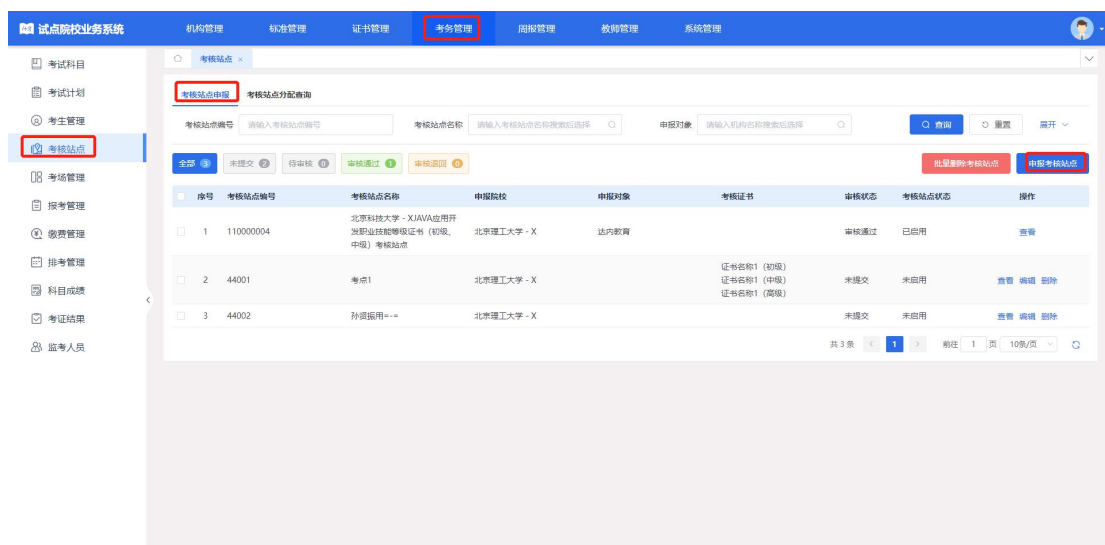 试点院校业务系统 机构管理 标准管理 证书管理 考务管理 周报管理 教师管理 系统管理
考试科目
考试计划
考生管理
考核站点
考场管理
报考管理
缴费管理
排考管理
科目成绩
考证结果
监考人员
考核站点 ×
考核站点申报 考核站点分配查询
考核站点编号 请输入考核站点编号 考核站点名称 请输入考核站点名称搜索后选择 申报对象 请输入机构名称搜索后选择 查询 重置 展开
全部 3 未提交 2 待审核 0 审核通过 1 审核退回 0 批量删除考核站点 申报考核站点
序号 考核站点编号 考核站点名称 申报院校 申报对象 考核证书 审核状态 考核站点状态 操作
1 110000004 北京科技大学 - XJAVA应用开
发职业技能等级证书（初级、
中级）考核站点 北京理工大学 - X 达内教育 审核通过 已启用 查看
2 44001 考点1 北京理工大学 - X 证书名称1（初级）
证书名称1（中级）
证书名称1（高级） 未提交 未启用 查看 编辑 删除
3 44002 孙贤振用=-= 北京理工大学 - X 未提交 未启用 查看 编辑 删除
共 3 条 < 1 > 前往 1 页 10条/页